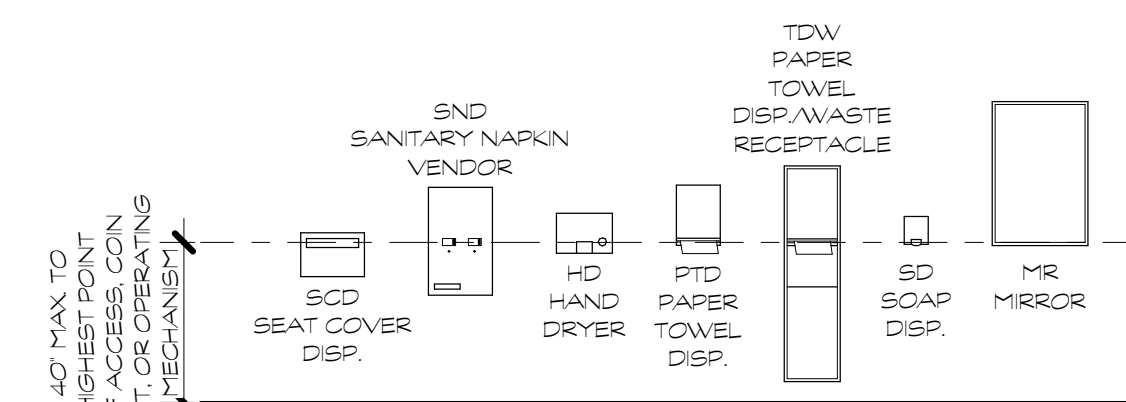 TDW
PAPER
TOWEL
DISP./WASTE
RECEPTACLE
SND
SANITARY NAPKIN
VENDOR
SCD
SEAT COVER
DISP.
HD
HAND
DRYER
PTD
PAPER
TOWEL
DISP.
SD
SOAP
DISP.
MR
MIRROR
40" MAX. TO
HIGHEST POINT
ACCESS, COIN
OR OPERATING
MECHANISM